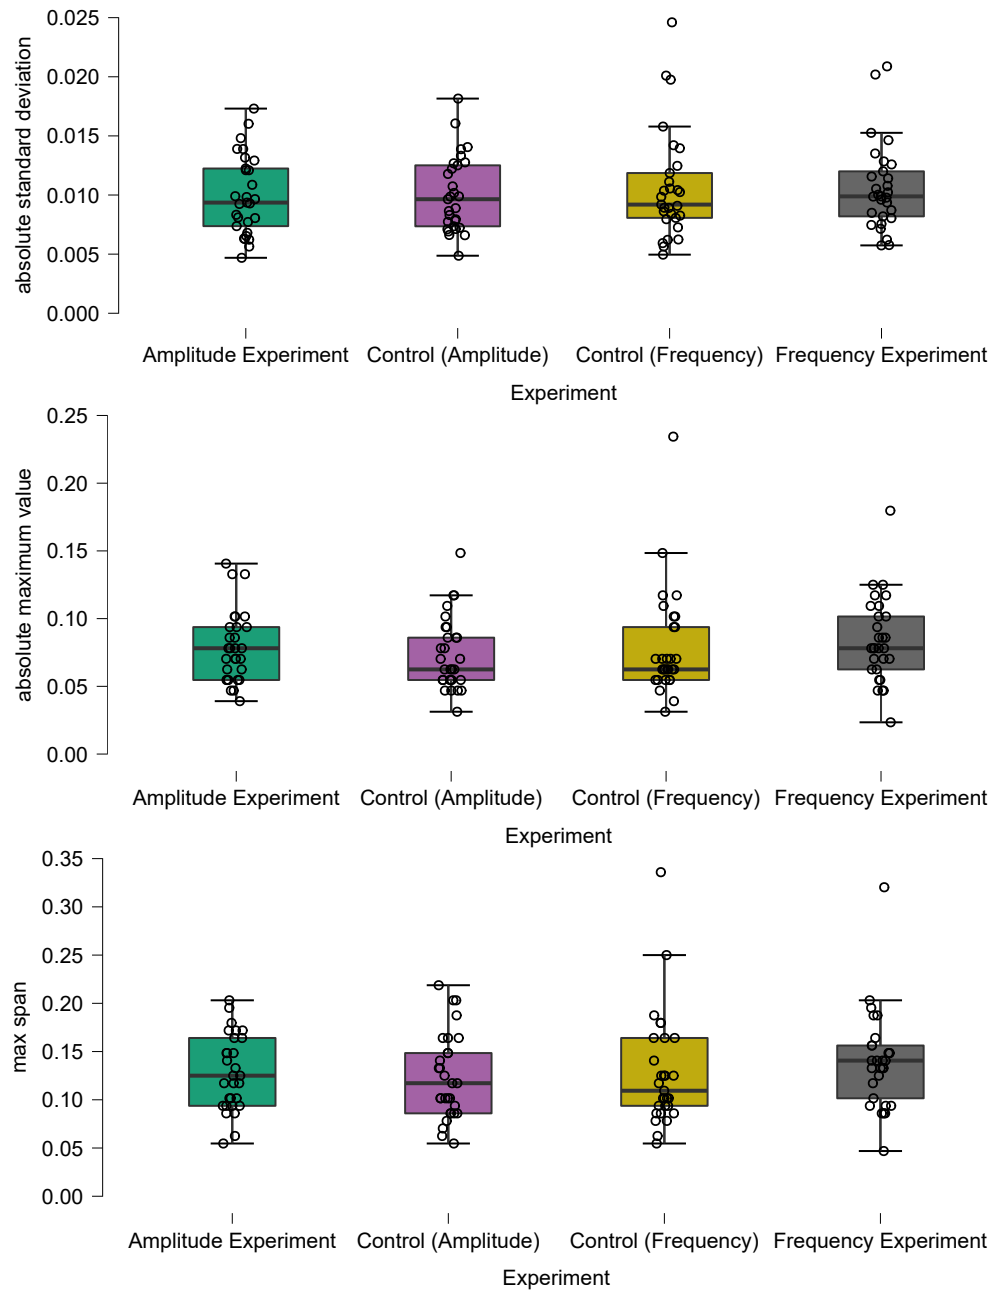 absolute standard deviation
0.025
0.020
0.015
0.010
0.005
0.000
Amplitude Experiment Control (Amplitude) Control (Frequency) Frequency Experiment
Experiment
absolute maximum value
0.25
0.20
0.15
0.10
0.05
0.00
Amplitude Experiment Control (Amplitude) Control (Frequency) Frequency Experiment
Experiment
max span
0.35
0.30
0.25
0.20
0.15
0.10
0.05
0.00
Amplitude Experiment Control (Amplitude) Control (Frequency) Frequency Experiment
Experiment